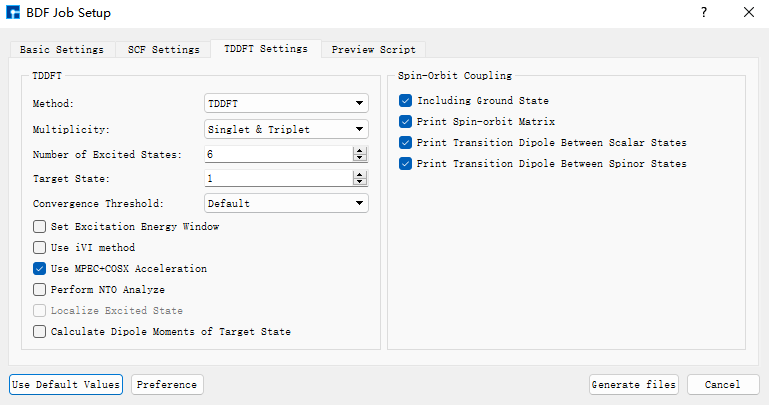 BDF Job Setup
Basic Settings SCF Settings TDDFT Settings Preview Script
TDDFT
Method: TDDFT
Multiplicity: Singlet & Triplet
Number of Excited States: 6
Target State: 1
Convergence Threshold: Default
Set Excitation Energy Window
Use iVI method
Use MPEC+COSX Acceleration
Perform NTO Analyze
Localize Excited State
Calculate Dipole Moments of Target State
Spin-Orbit Coupling
Including Ground State
Print Spin-orbit Matrix
Print Transition Dipole Between Scalar States
Print Transition Dipole Between Spinor States
Use Default Values Preference Generate files Cancel